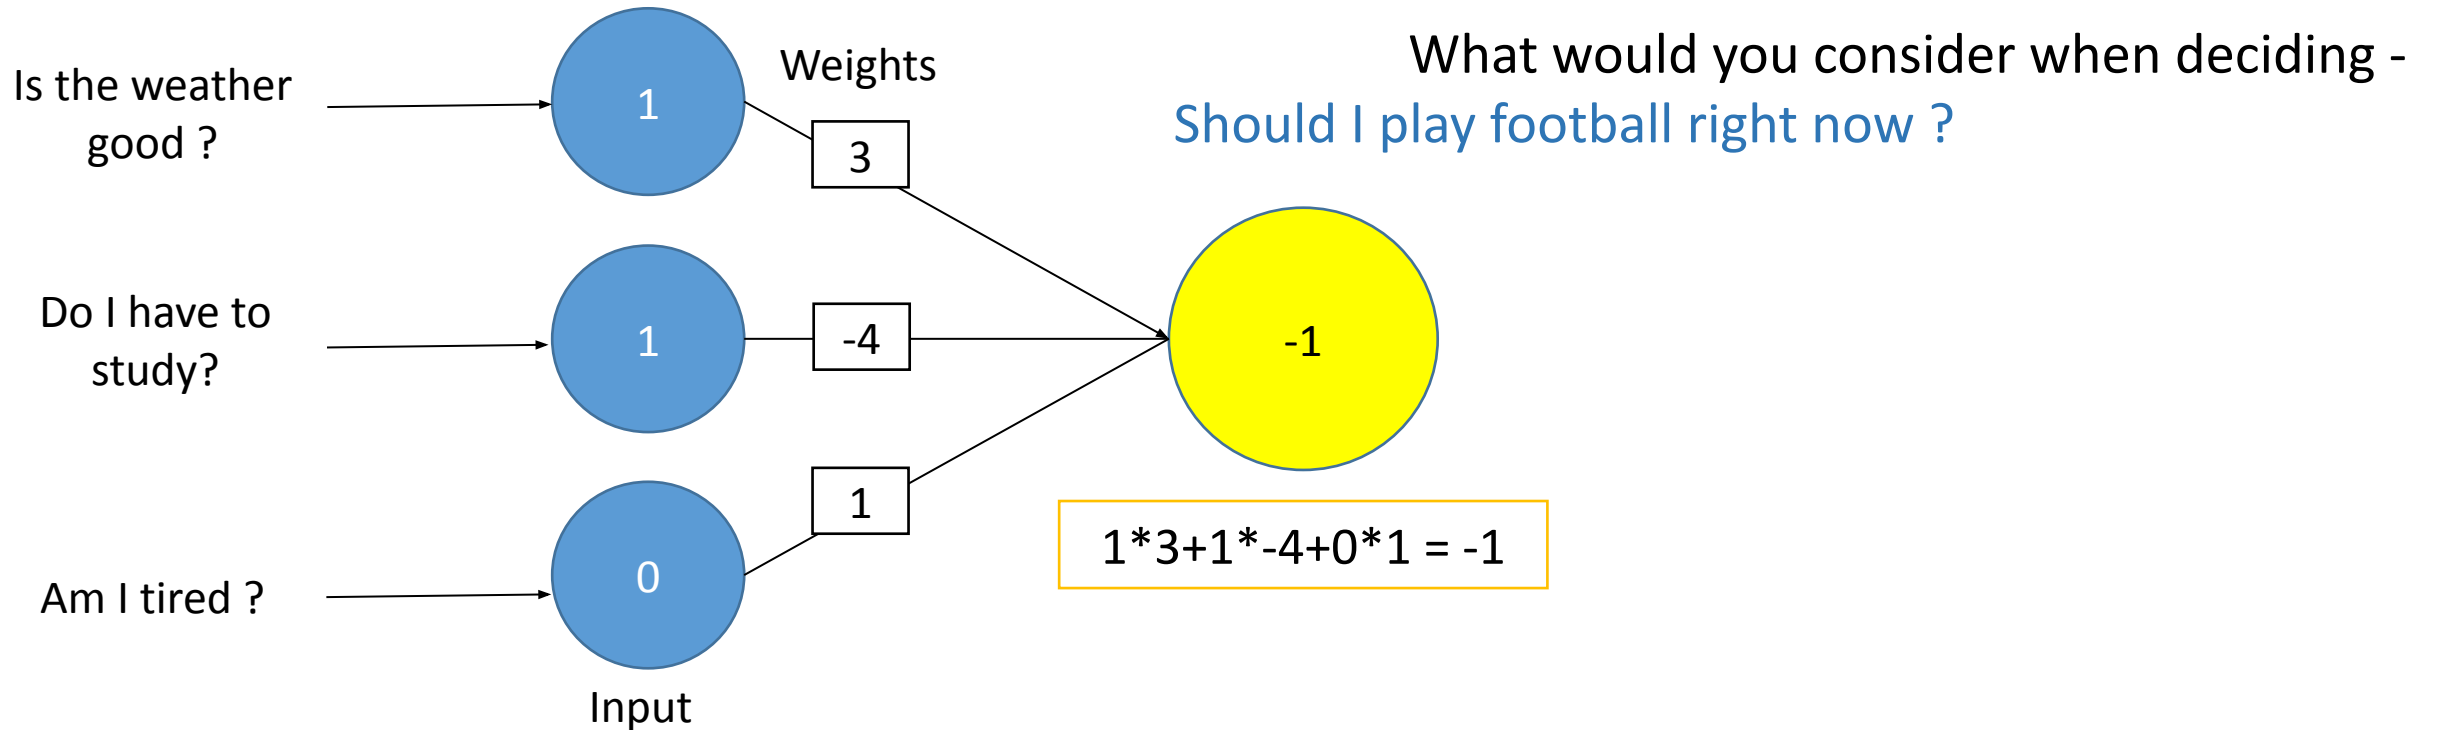 What would you consider when deciding -
Should I play football right now ?
Weights
Is the weather
good ?
1
3
Do I have to
study?
1
-4
-1
Am I tired ?
0
1
1*3+1*-4+0*1 = -1
Input